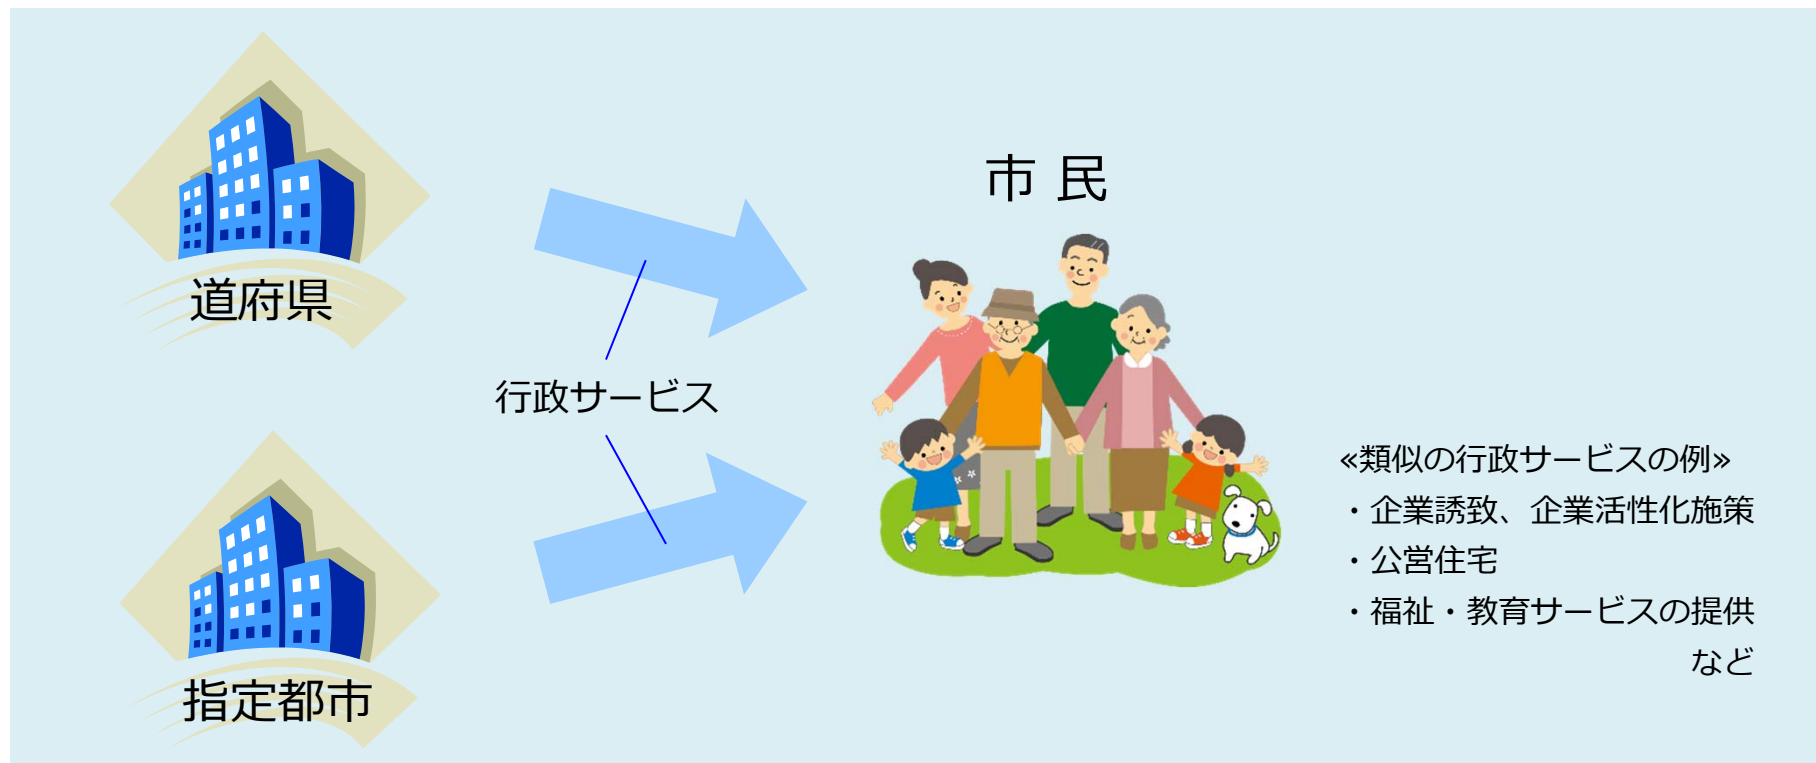 市 民
道府県
行政サービス
指定都市
«類似の行政サービスの例»
・企業誘致、企業活性化施策
・公営住宅
・福祉・教育サービスの提供
など